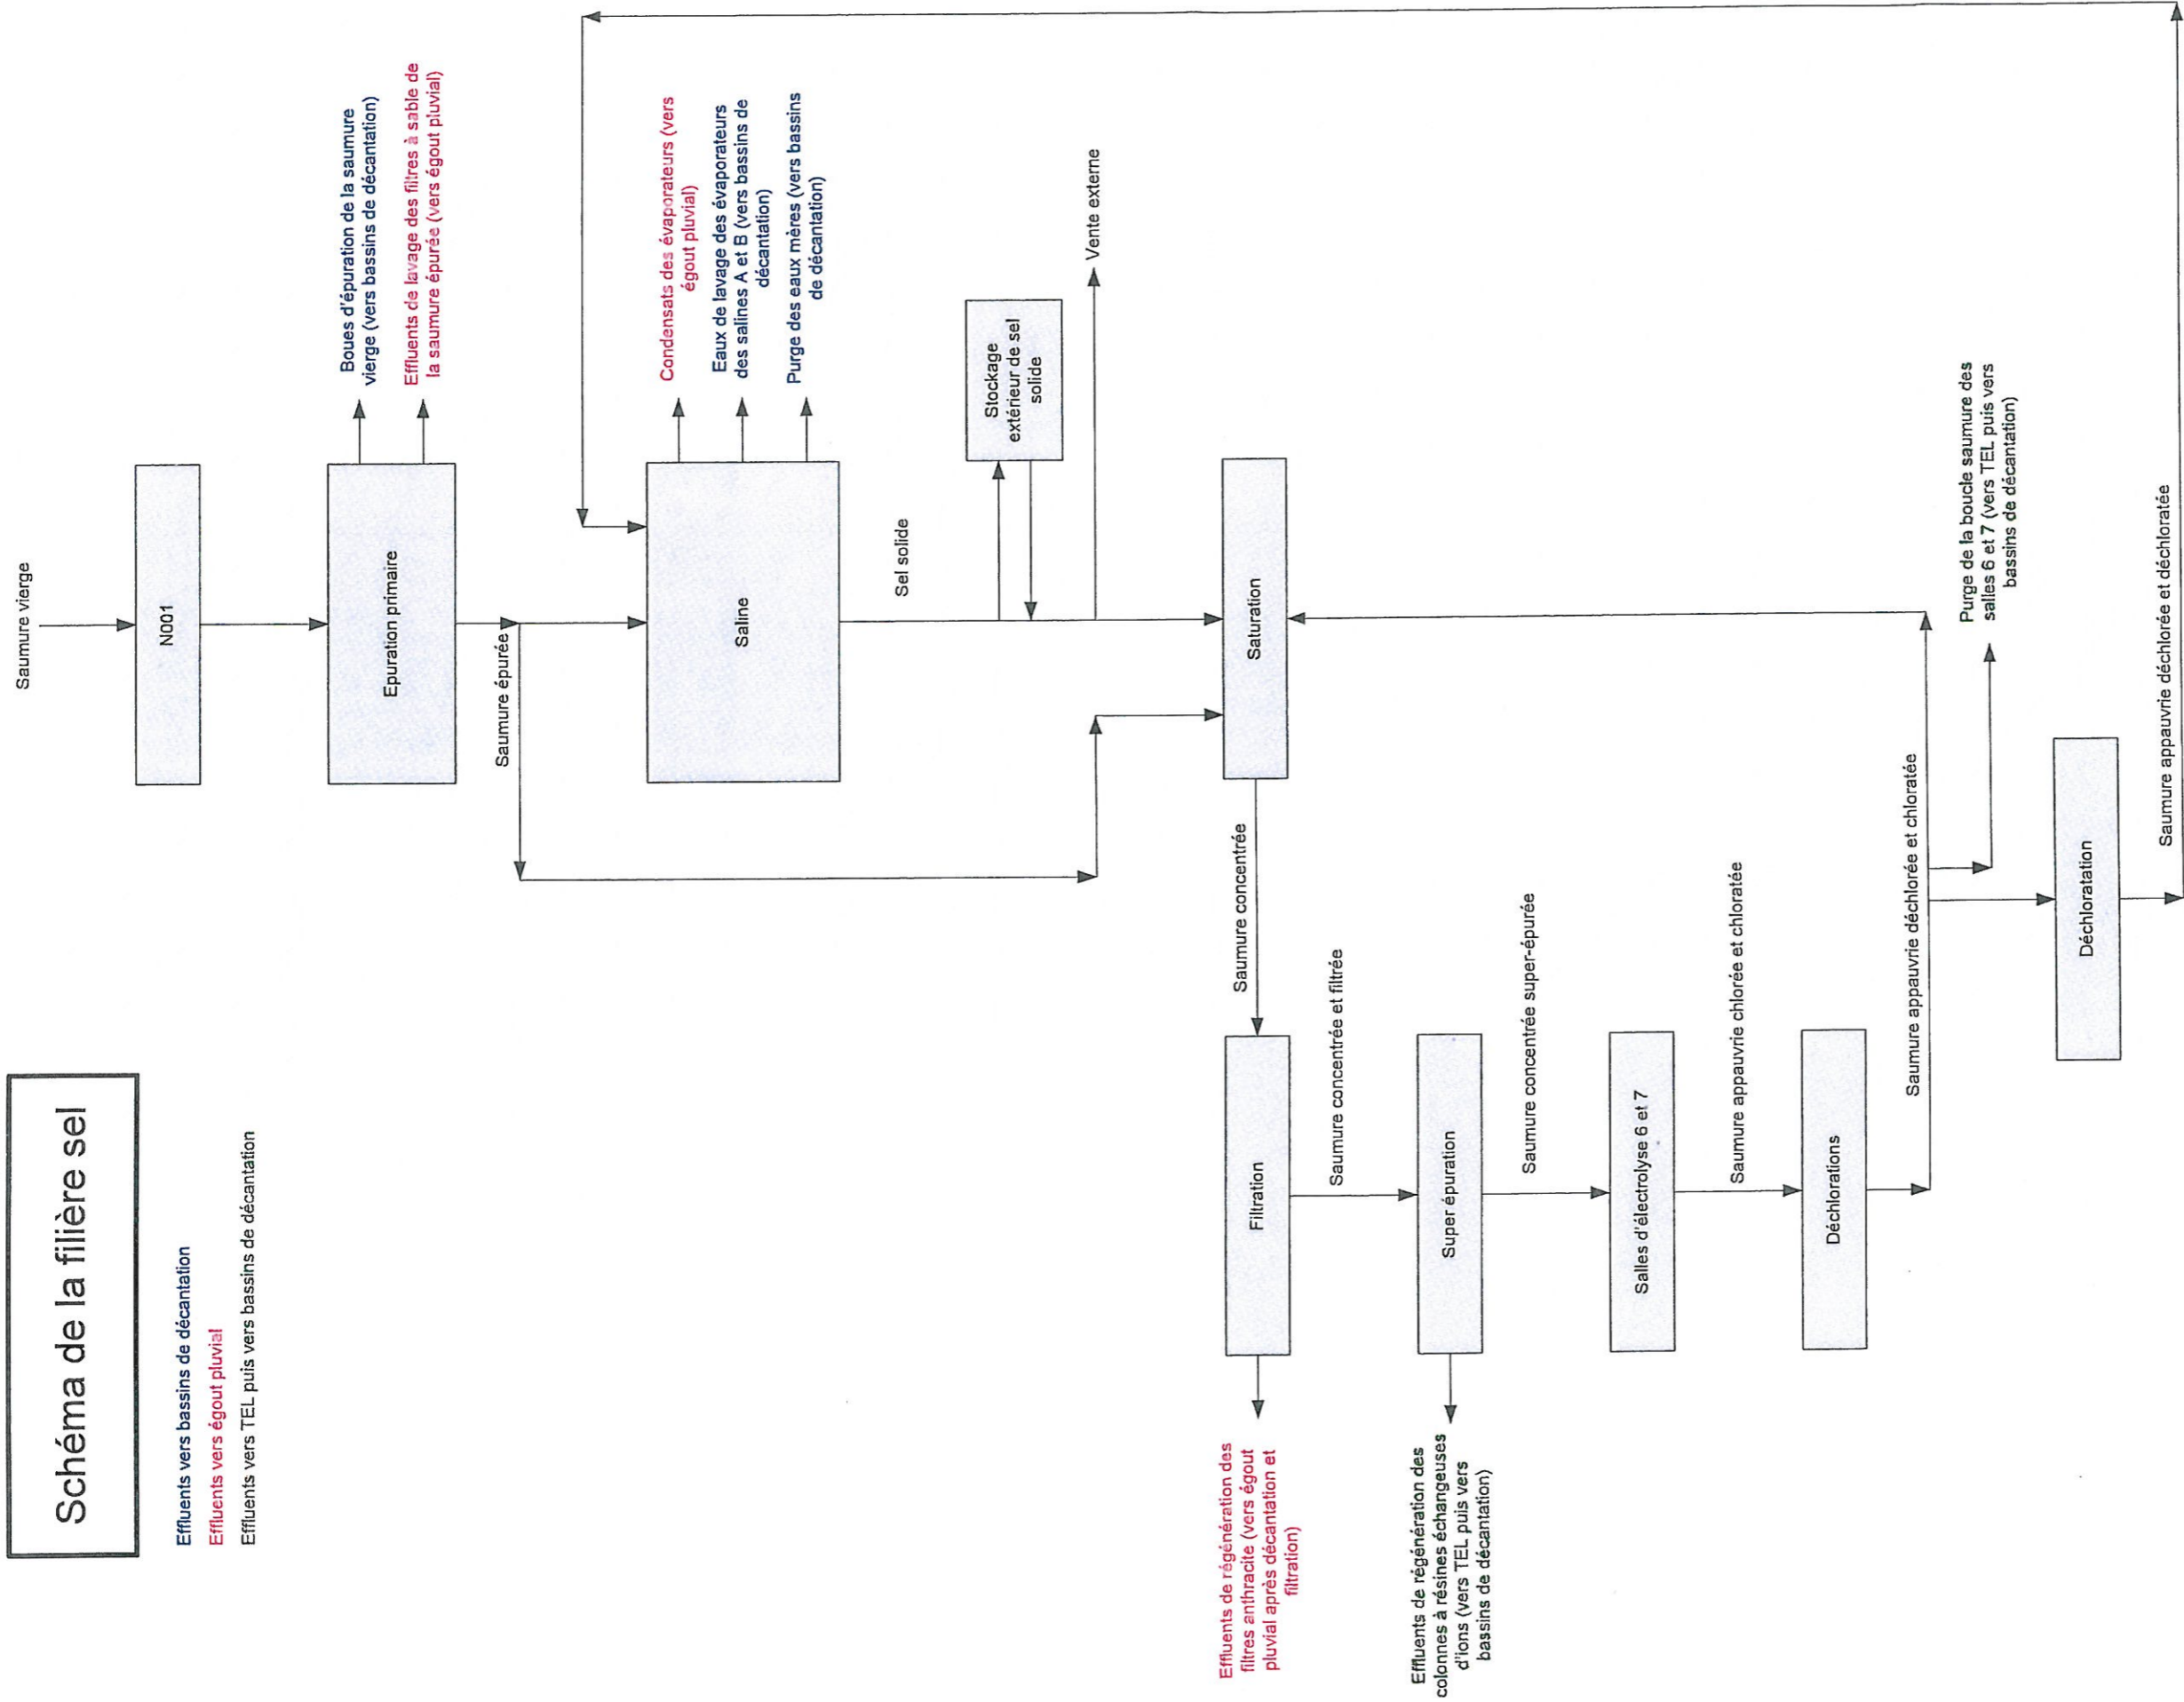 Schéma de la filière sel
Effluents vers bassins de décantation
Effluents vers égout pluvial
Effluents vers TEL puis vers bassins de décantation
Saumure vierge
N001
Epuration primaire
Boues d'épuration de la saumure
vierge (vers bassins de décantation)
Effluents de lavage des filtres à sable de
la saumure épurée (vers égout pluvial)
Saumure épurée
Saline
Condensats des évaporateurs (vers
égout pluvial)
Eaux de lavage des évaporateurs
des salines A et B (vers bassins de
décantation)
Purge des eaux mères (vers bassins
de décantation)
Sel solide
Stockage
extérieur de sel
solide
Vente externe
Saturation
Saumure concentrée
Filtration
Effluents de régénération des
filtres anthracite (vers égout
pluvial après décantation et
filtration)
Saumure concentrée et filtrée
Super épuration
Effluents de régénération des
colonnes à résines échangeuses
d'ions (vers TEL puis vers
bassins de décantation)
Saumure concentrée super-épurée
Salles d'électrolyse 6 et 7
Saumure appauvrie chlorée et chloratée
Déchlorations
Saumure appauvrie déchlorée et chloratée
Purge de la boucle saumure des
salles 6 et 7 (vers TEL puis vers
bassins de décantation)
Déchloratation
Saumure appauvrie déchlorée et déchloratée